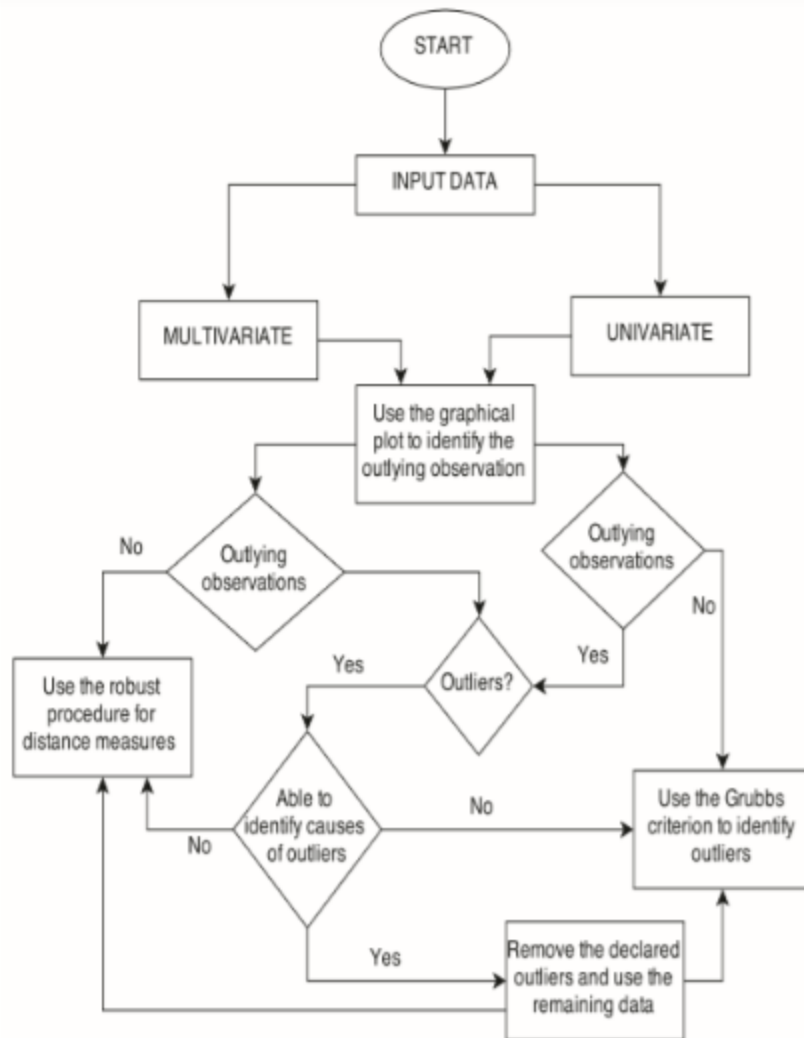 START
INPUT DATA
MULTIVARIATE
UNIVARIATE
Use the graphical
plot to identify the
outlying observation
No
Outlying
observations
Outlying
observations
No
Yes
Yes
Outliers?
Use the robust
procedure for
distance measures
Able to
identify causes
of outliers
No
No
Use the Grubbs
criterion to identify
outliers
Yes
Remove the declared
outliers and use the
remaining data